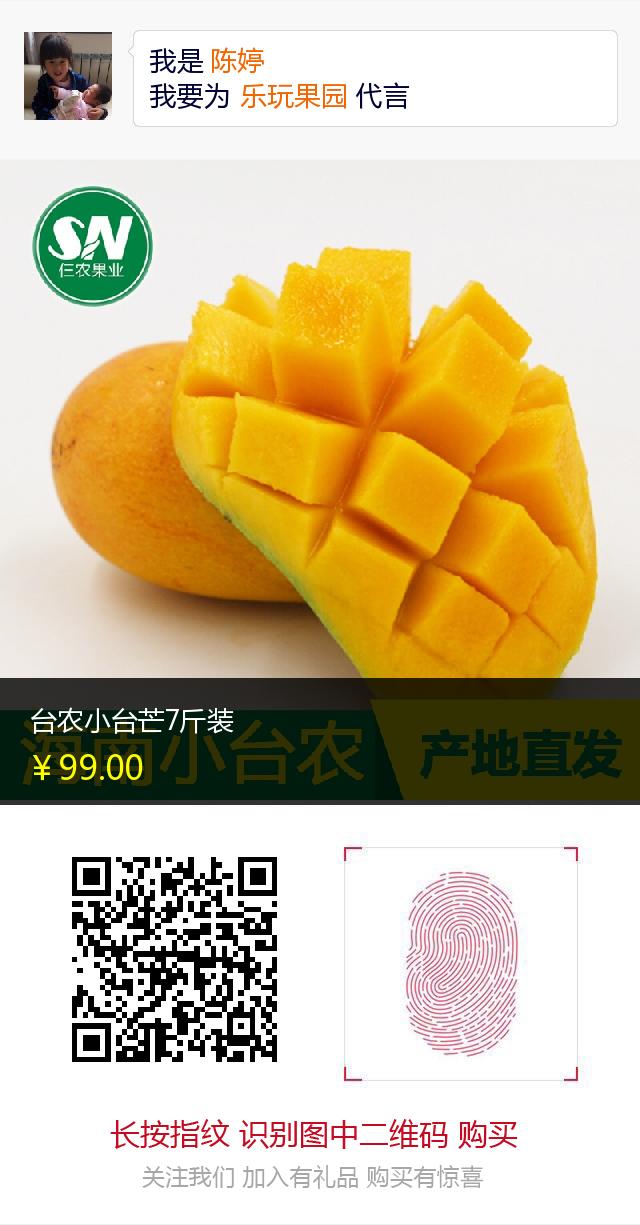 我是 陈婷
我要为 乐玩果园 代言
SN
仨农果业
台农小台芒7斤装
海南小台农
¥99.00
产地直发
长按指纹 识别图中二维码 购买
关注我们 加入有礼品 购买有惊喜